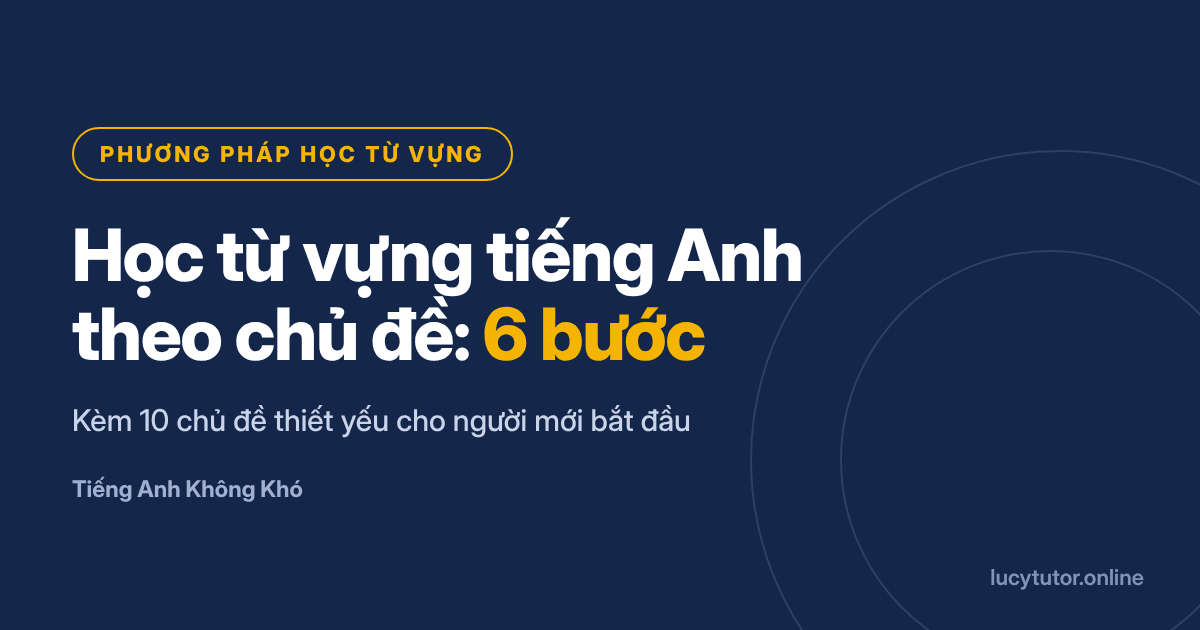 PHƯƠNG PHÁP HỌC TỪ VỰNG
Học từ vựng tiếng Anh
theo chủ đề: 6 bước
Kèm 10 chủ đề thiết yếu cho người mới bắt đầu
Tiếng Anh Không Khó
lucytutor.online